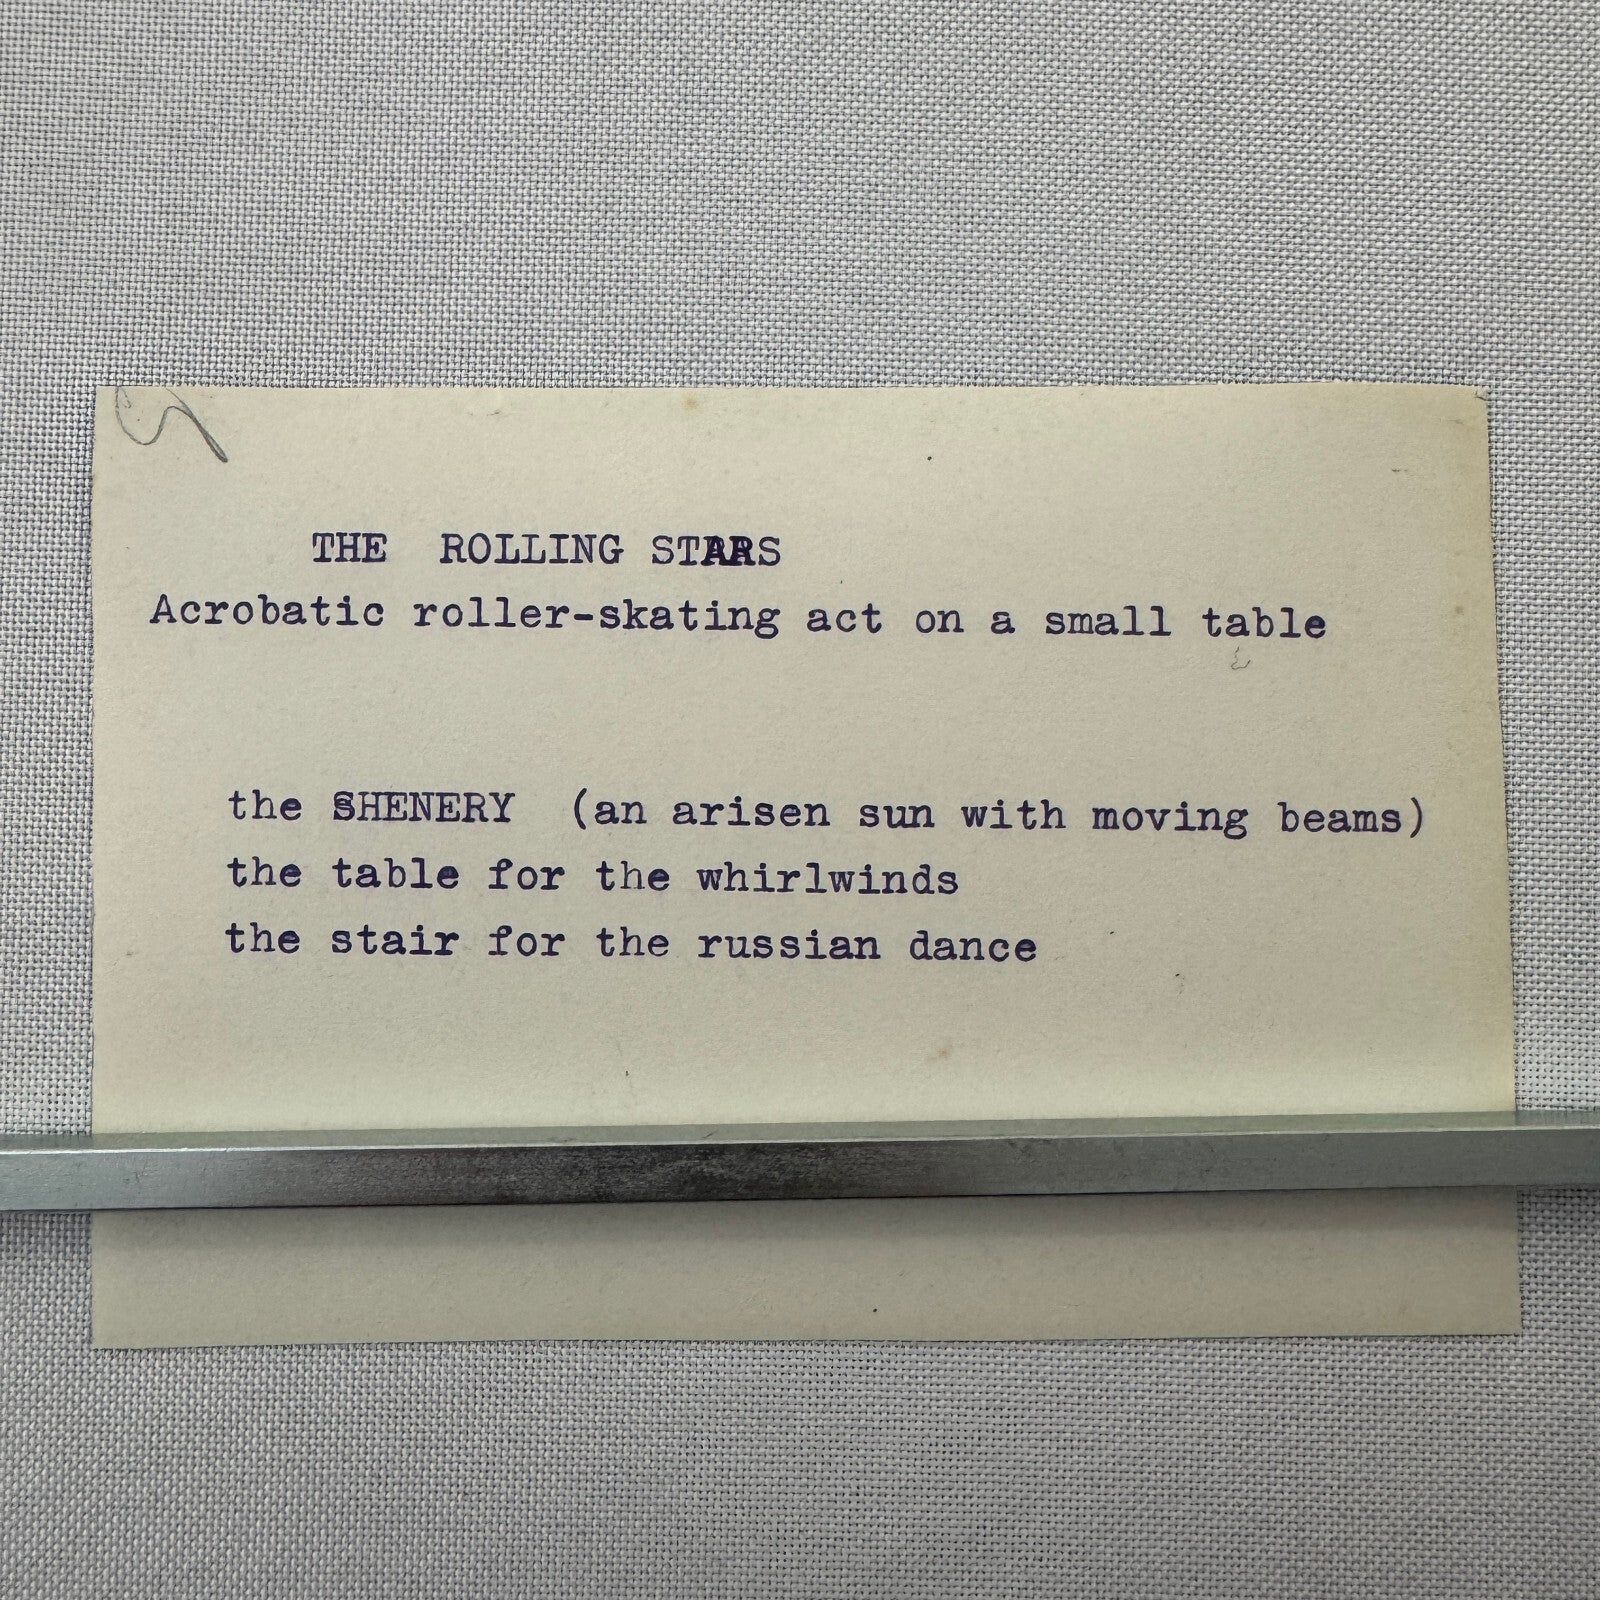 THE ROLLING STARS
Acrobatic roller-skating act on a small table
the SHENERY (an arisen sun with moving beams)
the table for the whirlwinds
the stair for the russian dance